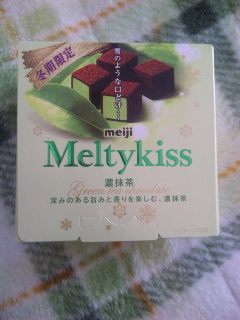 冬期限定
雪のような口どけ…
meiji
Meltykiss
濃抹茶
Green tea chocolate
深みのある旨みと香りを楽しむ、濃抹茶